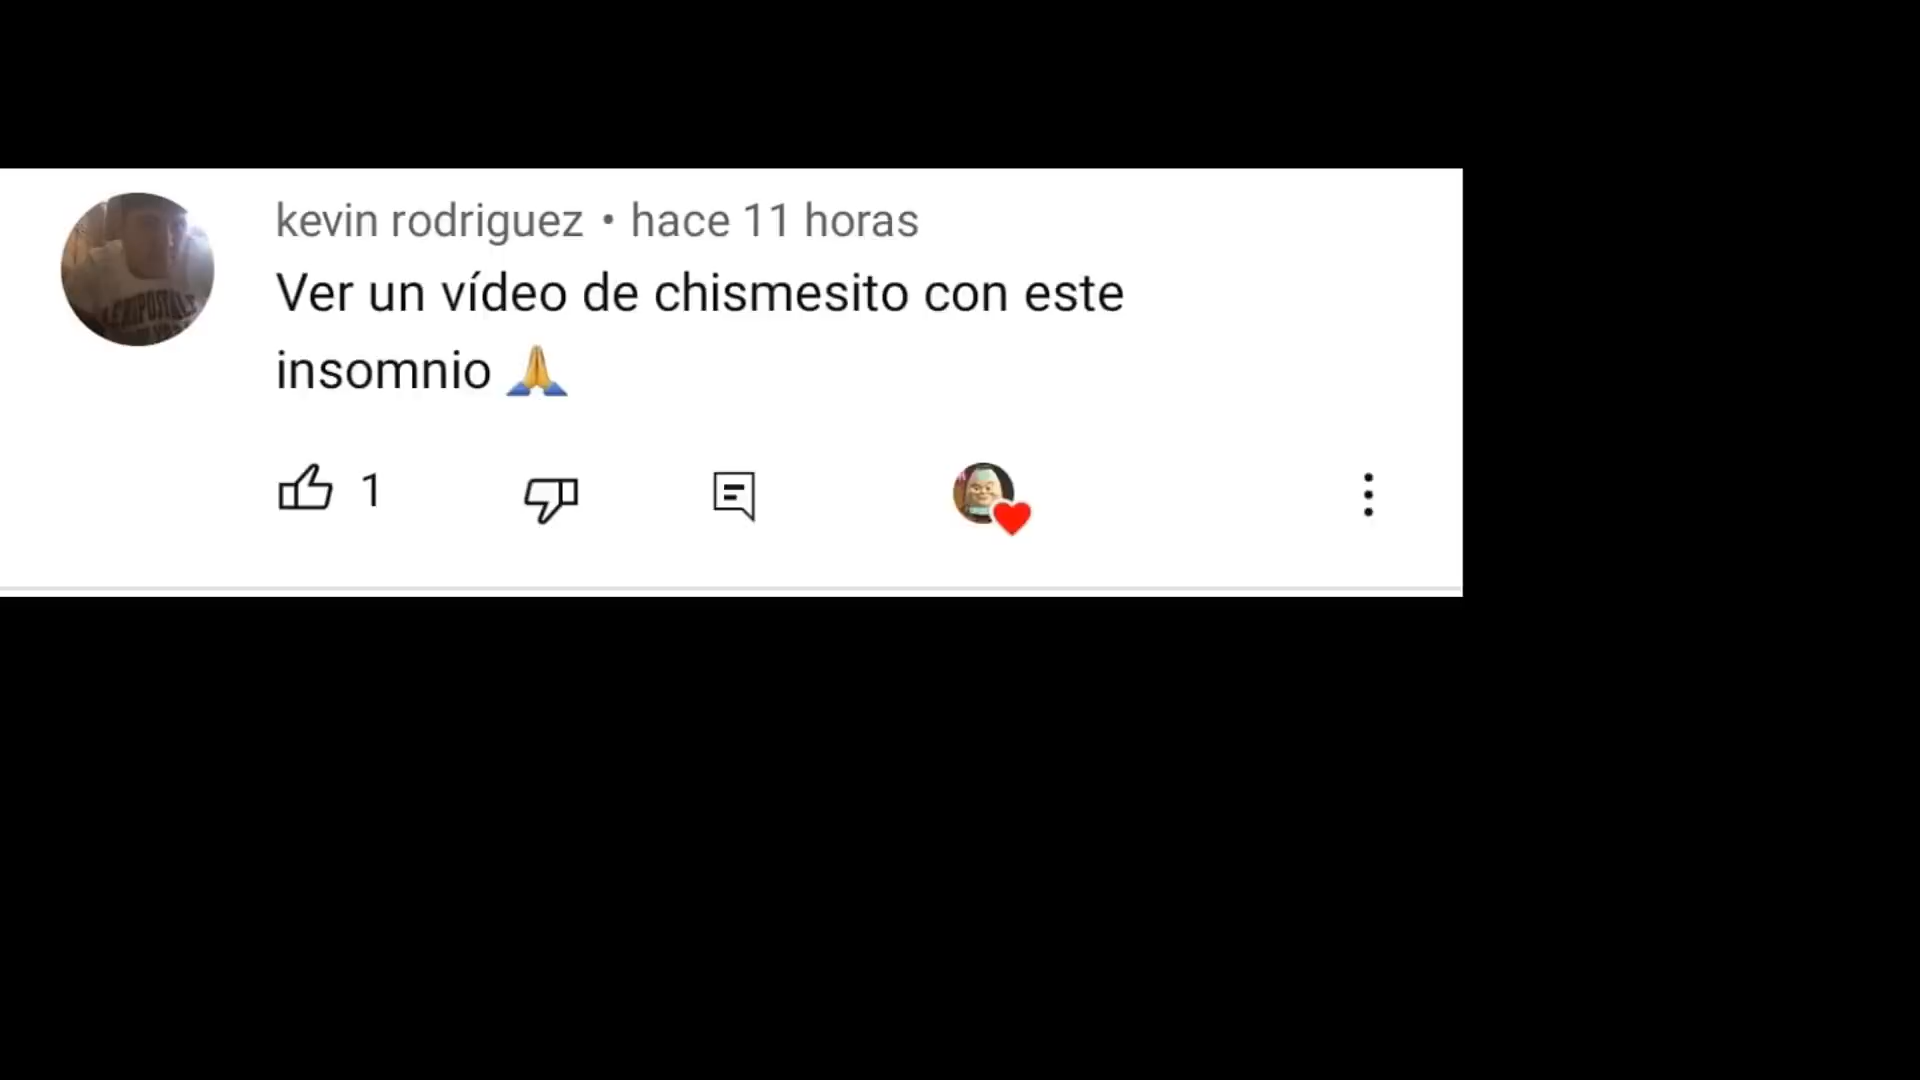 kevin rodriguez • hace 11 horas
Ver un vídeo de chismesito con este
insomnio 🙏
1